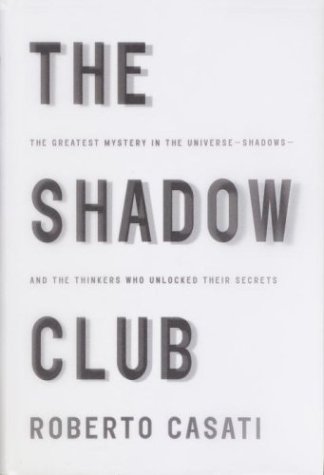 THE
THE GREATEST MYSTERY IN THE UNIVERSE—SHADOWS—
SHADOW
AND THE THINKERS WHO UNLOCKED THEIR SECRETS
CLUB
ROBERTO CASATI